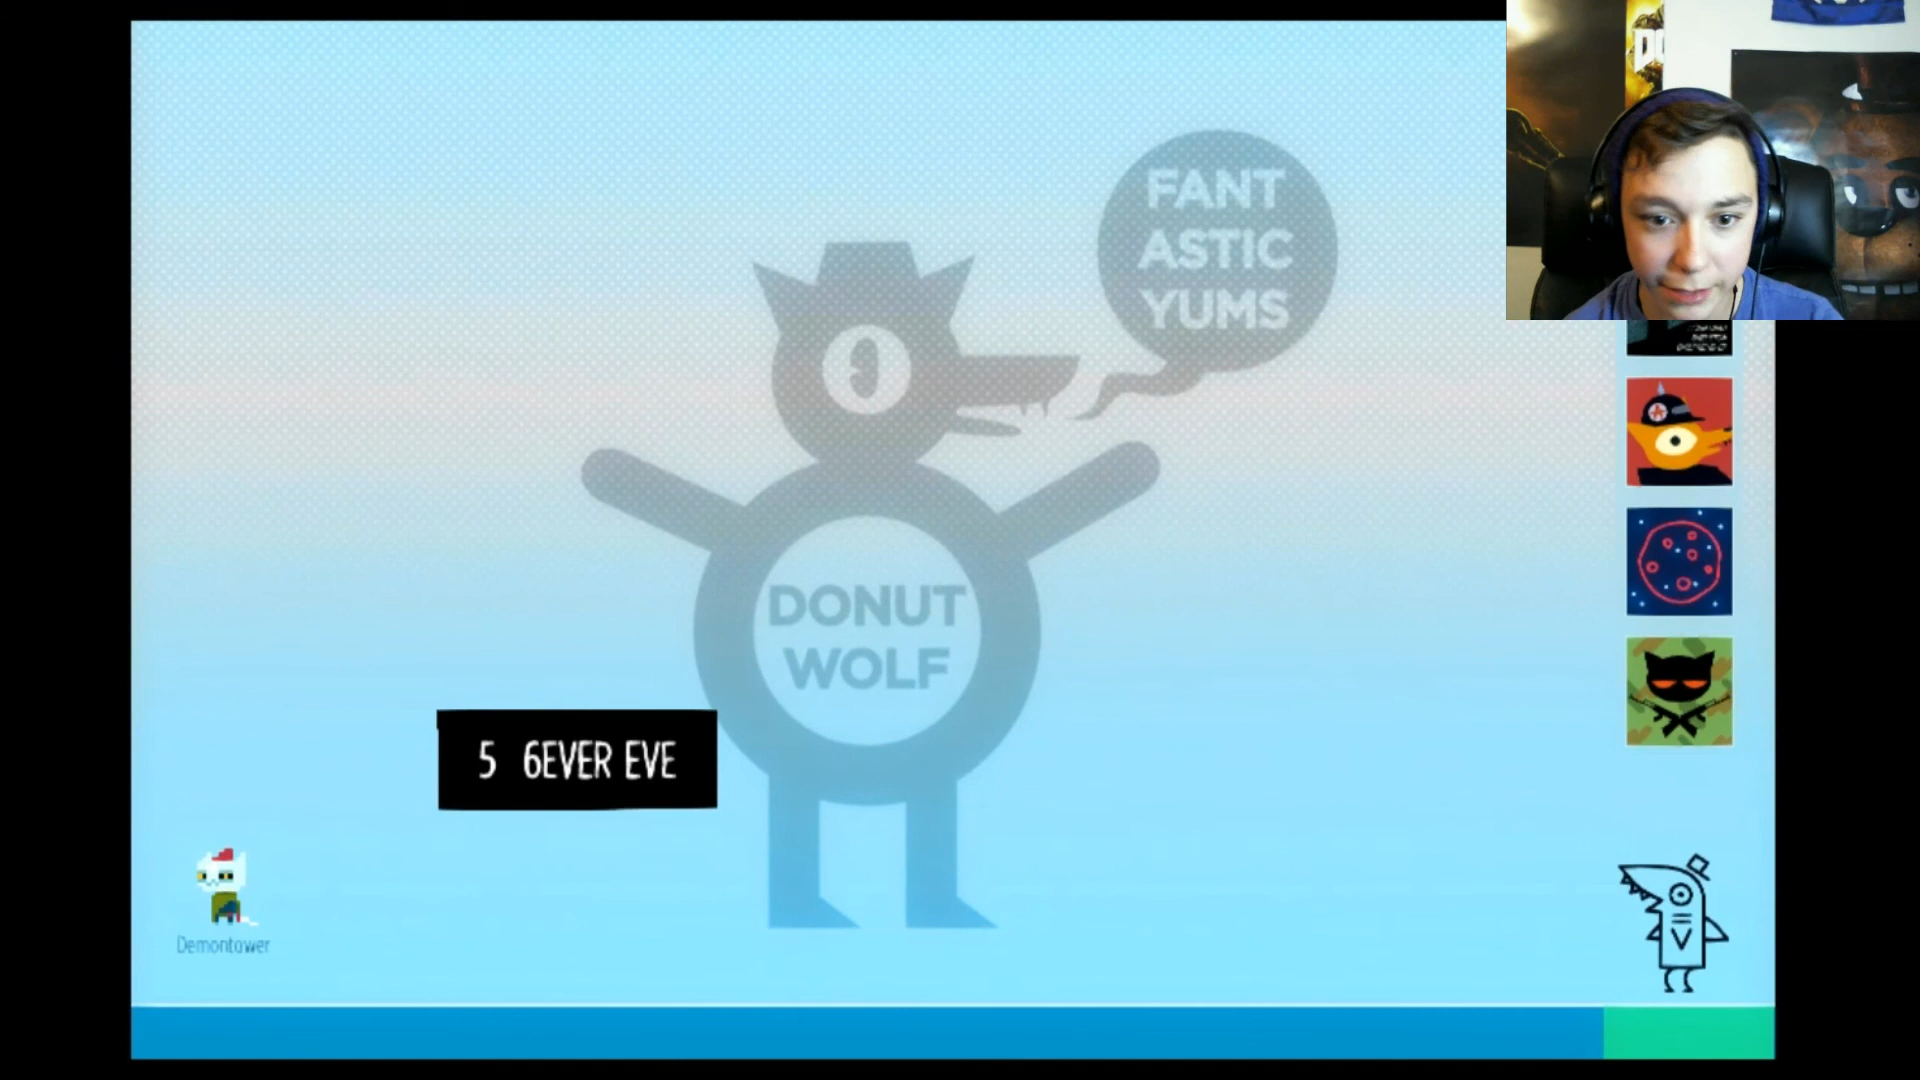 FANT
ASTIC
YUMS
DONUT
WOLF
5 6EVER EVE
Demontower